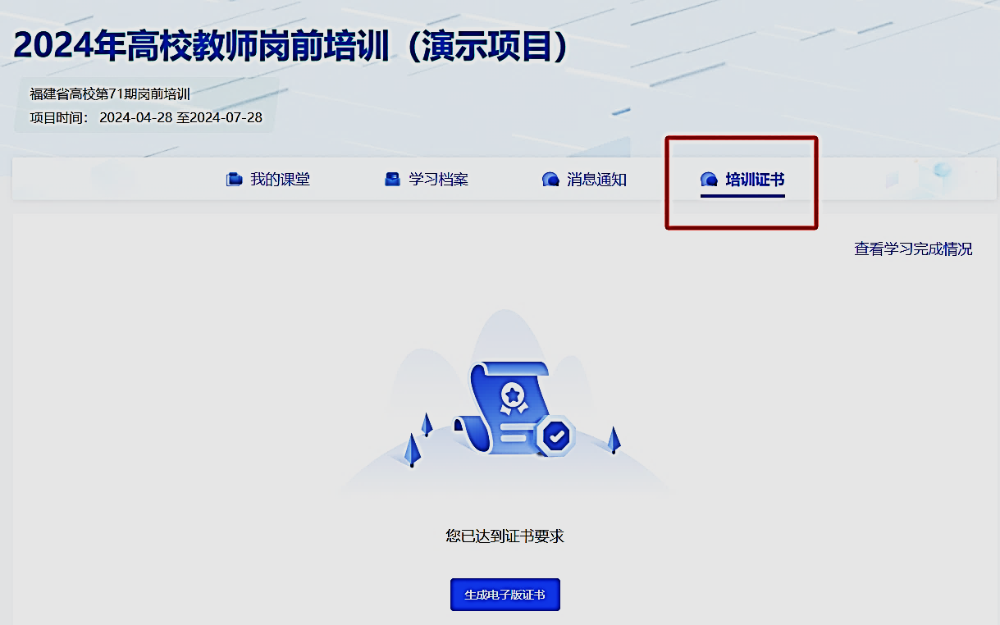 2024年高校教师岗前培训（演示项目）
福建省高校第71期岗前培训
项目时间： 2024-04-28 至2024-07-28
我的课堂 学习档案 消息通知 培训证书
查看学习完成情况
您已达到证书要求
生成电子版证书